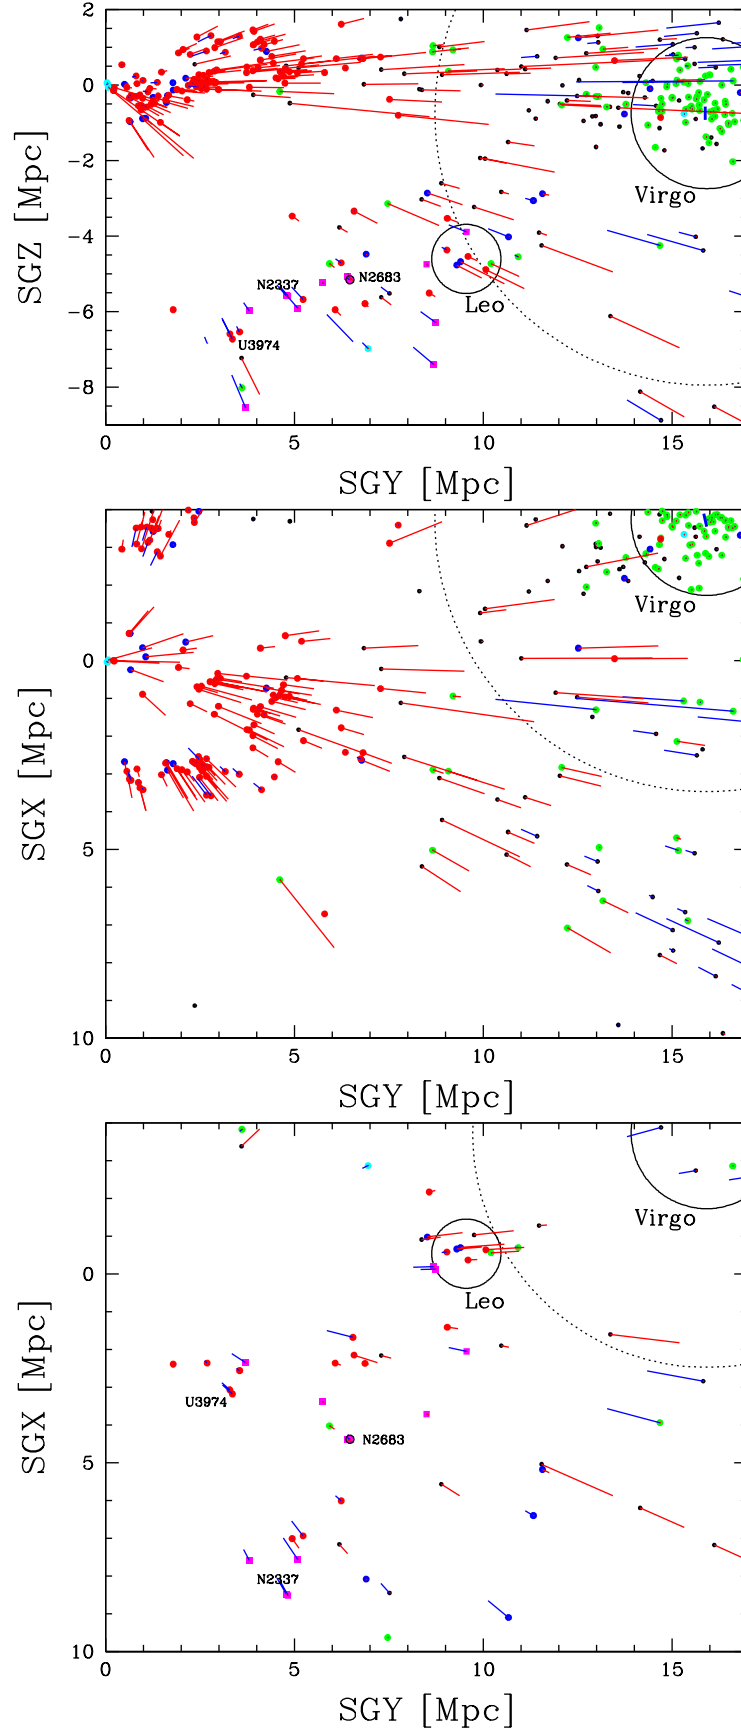 2
0
−2
−4
−6
−8
SGZ [Mpc]
Virgo
N2683
N2337
Leo
U3974
0
5
10
15
SGY [Mpc]
0
5
10
SGX [Mpc]
Virgo
0
5
10
15
SGY [Mpc]
0
5
10
SGX [Mpc]
Virgo
Leo
U3974
N2683
N2337
0
5
10
15
SGY [Mpc]